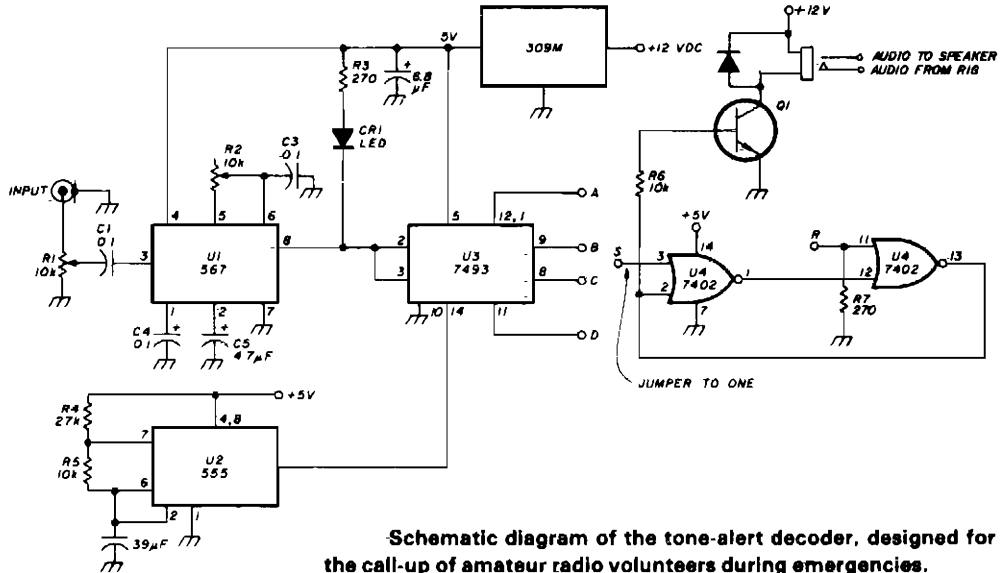 +12V
5V
309M
+12 VDC
R3
270
+
6.8
μF
AUDIO TO SPEAKER
AUDIO FROM RIG
Q1
CR1
LED
R2
10k
C3
01
R6
10k
INPUT
4
5
6
5
12,1
A
+5V
C1
01
R1
10k
3
U1
567
8
2
3
U3
7493
9
B
8
C
S
14
3
U4
7402
2
1
7
R
11
12
U4
7402
13
R7
270
1
2
7
10
14
11
D
C4
01
+
+
C5
47μF
JUMPER TO ONE
R4
27k
+5V
4,8
7
U2
555
R5
10k
6
2
1
39μF
Schematic diagram of the tone-alert decoder, designed for
the call-up of amateur radio volunteers during emergencies.